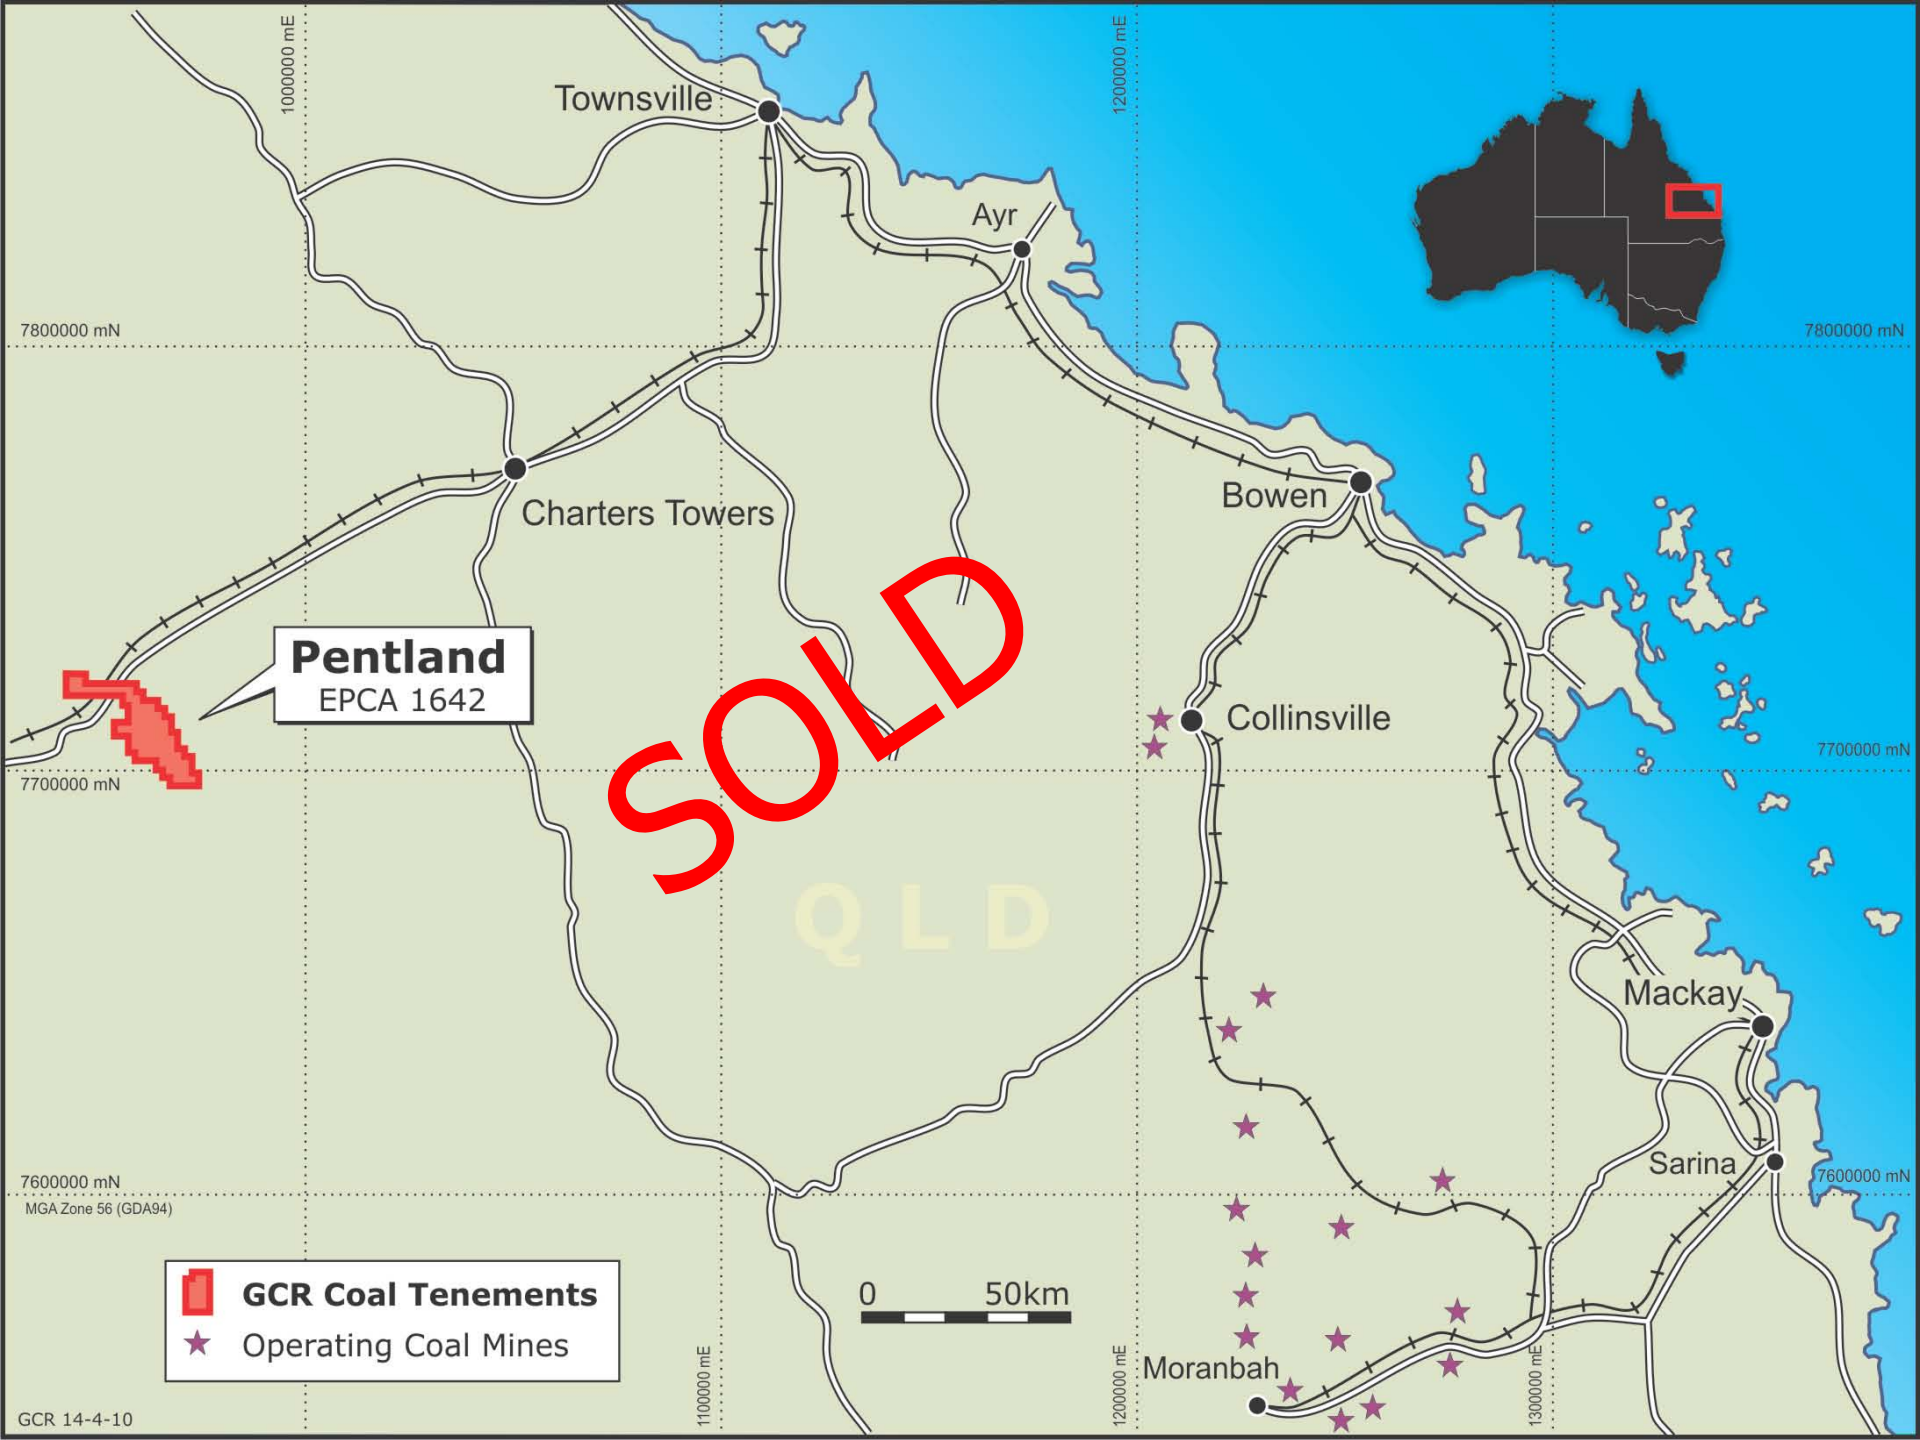 1000000 mE
1200000 mE
Townsville
Ayr
7800000 mN
7800000 mN
Charters Towers
Bowen
Pentland
EPCA 1642
SOLD
Collinsville
7700000 mN
7700000 mN
QLD
Mackay
Sarina
7600000 mN
7600000 mN
MGA Zone 56 (GDA94)
GCR Coal Tenements
Operating Coal Mines
0 50km
Moranbah
1100000 mE
1200000 mE
1300000 mE
GCR 14-4-10